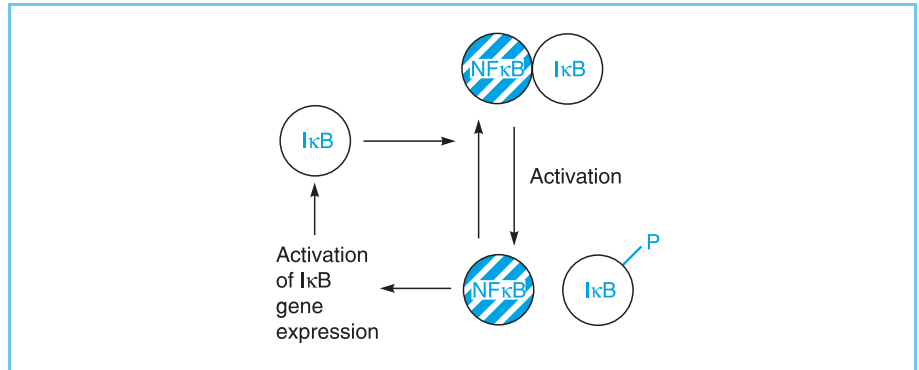 NFκB IκB
IκB
Activation
P
Activation
of IκB
gene
expression
NFκB IκB